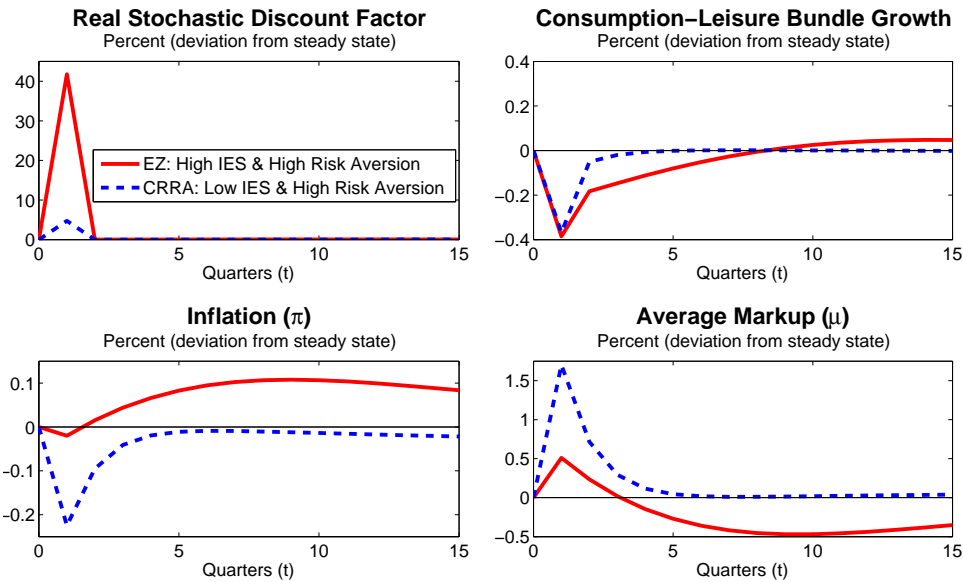 Real Stochastic Discount Factor
Percent (deviation from steady state)
40
30
20
10
0
EZ: High IES & High Risk Aversion
CRRA: Low IES & High Risk Aversion
0 5 10 15
Quarters (t)
Consumption−Leisure Bundle Growth
Percent (deviation from steady state)
0.4
0.2
0
−0.2
−0.4
0 5 10 15
Quarters (t)
Inflation (π)
Percent (deviation from steady state)
0.1
0
−0.1
−0.2
0 5 10 15
Quarters (t)
Average Markup (μ)
Percent (deviation from steady state)
1.5
1
0.5
0
−0.5
0 5 10 15
Quarters (t)